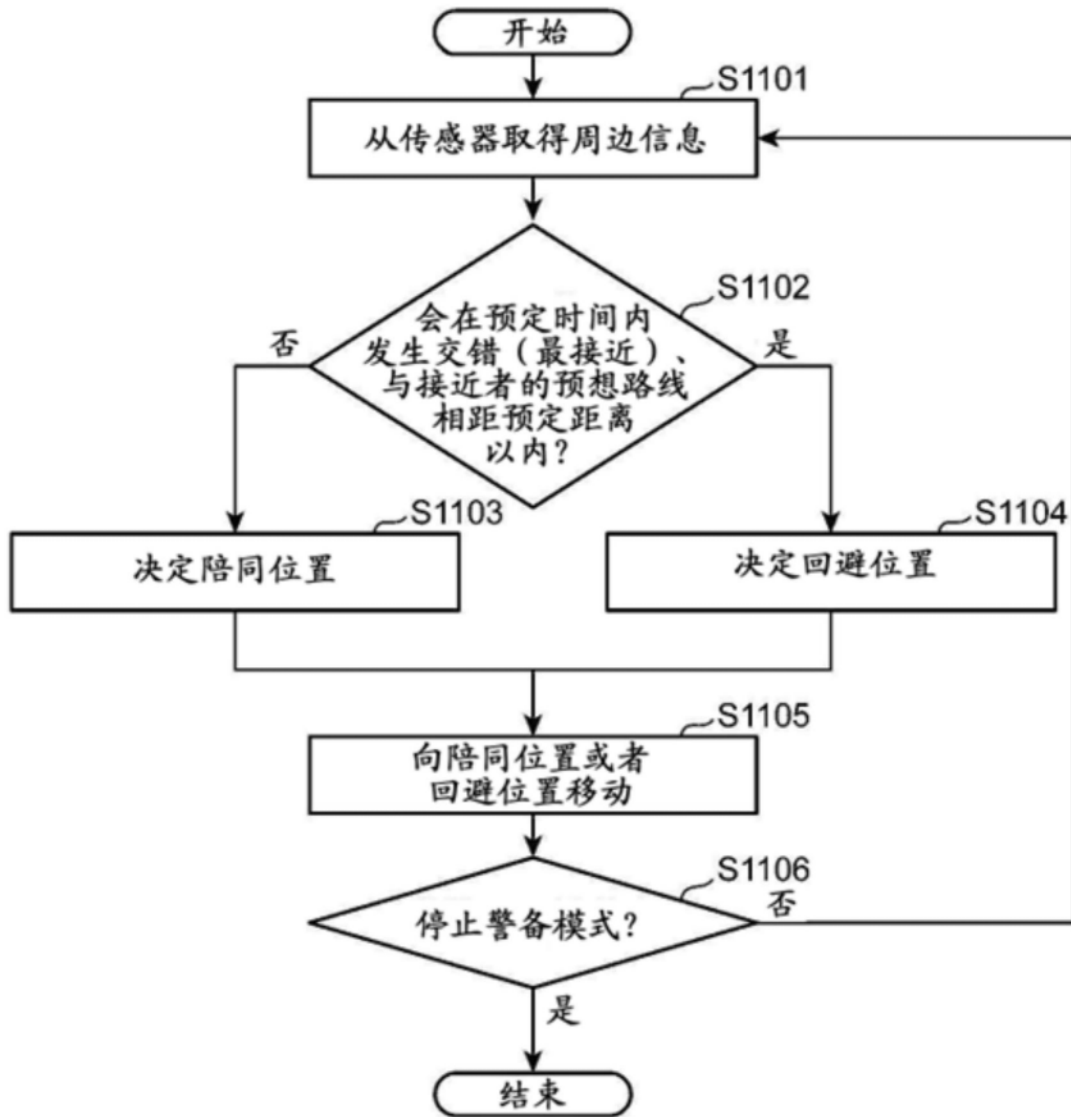 开始
S1101
从传感器取得周边信息
S1102
会在预定时间内
发生交错（最接近）、
与接近者的预想路线
相距预定距离
以内？
否
是
S1103
决定陪同位置
S1104
决定回避位置
S1105
向陪同位置或者
回避位置移动
S1106
停止警备模式？
否
是
结束